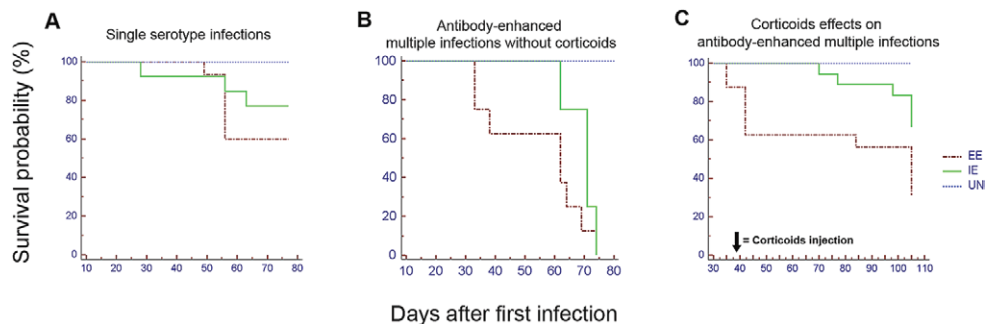 A
Single serotype infections
B
Antibody-enhanced
multiple infections without corticoids
C
Corticoids effects on
antibody-enhanced multiple infections
Survival probability (%)
100
80
60
40
20
0
10 20 30 40 50 60 70 80
100
80
60
40
20
0
10 20 30 40 50 60 70 80
100
80
60
40
20
0
30 40 50 60 70 80 90 100 110
= Corticoids injection
EE
IE
UNI
Days after first infection